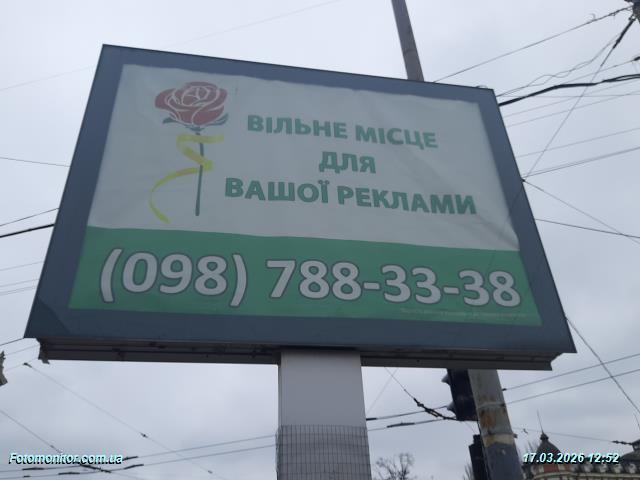 ВІЛЬНЕ МІСЦЕ
ДЛЯ
ВАШОЇ РЕКЛАМИ
(098) 788-33-38
Fotomonitor.com.ua
17.03.2026 12:52